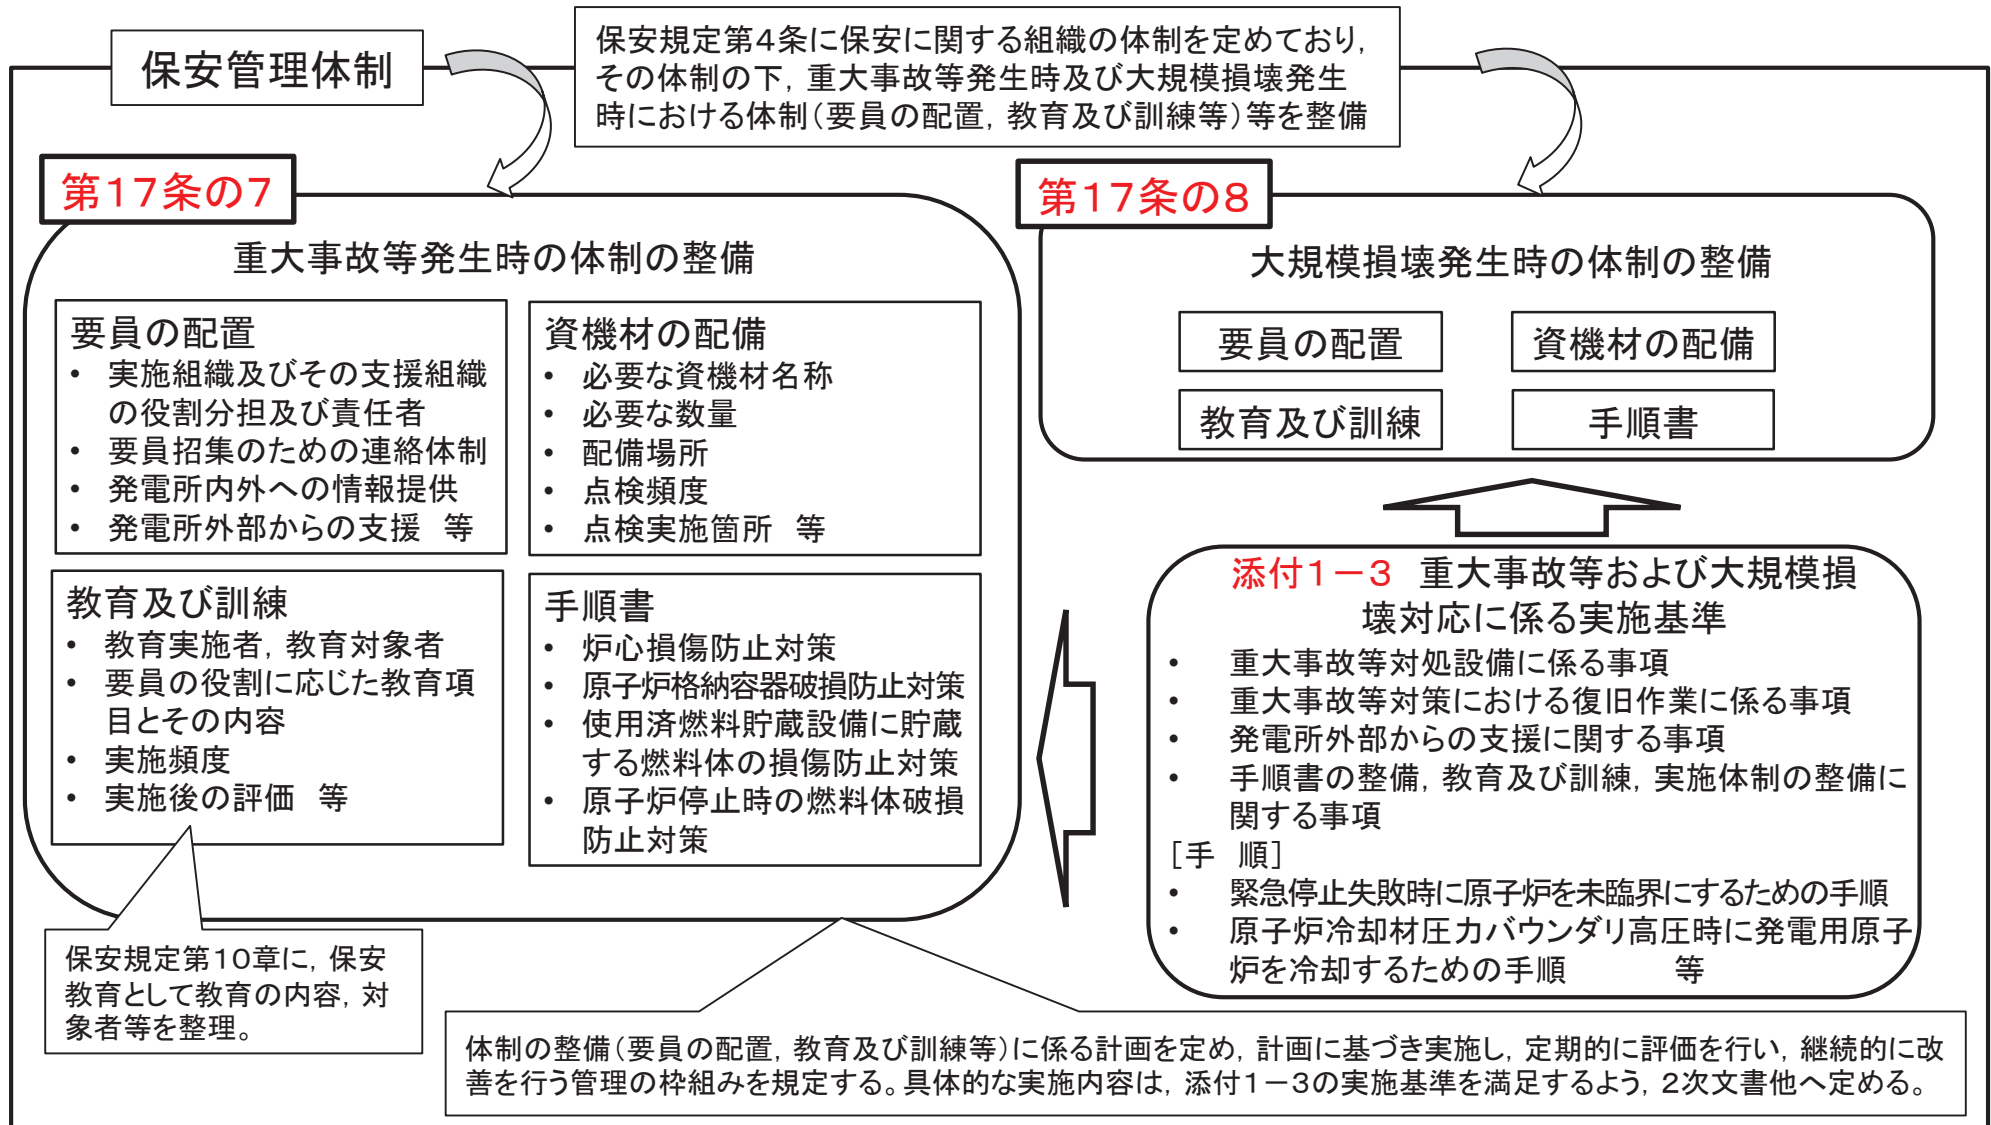 保安管理体制
保安規定第4条に保安に関する組織の体制を定めており,
その体制の下, 重大事故等発生時及び大規模損壊発生
時における体制(要員の配置, 教育及び訓練等)等を整備
第17条の7
重大事故等発生時の体制の整備
要員の配置
• 実施組織及びその支援組織
の役割分担及び責任者
• 要員招集のための連絡体制
• 発電所内外への情報提供
• 発電所外部からの支援 等
資機材の配備
• 必要な資機材名称
• 必要な数量
• 配備場所
• 点検頻度
• 点検実施箇所 等
教育及び訓練
• 教育実施者, 教育対象者
• 要員の役割に応じた教育項
目とその内容
• 実施頻度
• 実施後の評価 等
手順書
• 炉心損傷防止対策
• 原子炉格納容器破損防止対策
• 使用済燃料貯蔵設備に貯蔵
する燃料体の損傷防止対策
• 原子炉停止時の燃料体破損
防止対策
第17条の8
大規模損壊発生時の体制の整備
要員の配置
資機材の配備
教育及び訓練
手順書
添付1-3 重大事故等および大規模損
壊対応に係る実施基準
• 重大事故等対処設備に係る事項
• 重大事故等対策における復旧作業に係る事項
• 発電所外部からの支援に関する事項
• 手順書の整備, 教育及び訓練, 実施体制の整備に
関する事項
[手 順]
• 緊急停止失敗時に原子炉を未臨界にするための手順
• 原子炉冷却材圧力バウンダリ高圧時に発電用原子
炉を冷却するための手順 等
保安規定第10章に, 保安
教育として教育の内容, 対
象者等を整理。
体制の整備(要員の配置, 教育及び訓練等)に係る計画を定め, 計画に基づき実施し, 定期的に評価を行い, 継続的に改
善を行う管理の枠組みを規定する。具体的な実施内容は, 添付1-3の実施基準を満足するよう, 2次文書他へ定める。